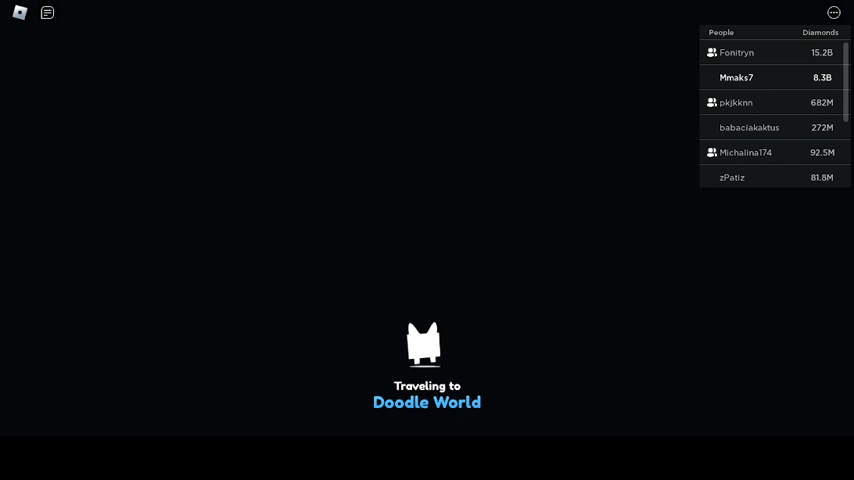 People Diamonds
Fonitryn 15.2B
Mmaks7 8.3B
pkjkknn 682M
babaciakaktus 272M
Michalina174 92.5M
zPatiz 81.8M
Traveling to
Doodle World